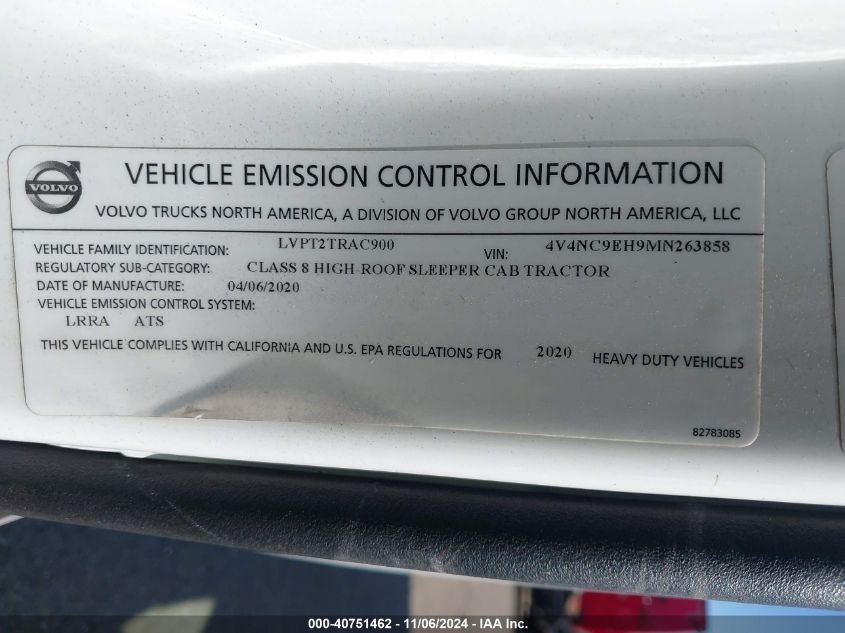 VOLVO
VEHICLE EMISSION CONTROL INFORMATION
VOLVO TRUCKS NORTH AMERICA, A DIVISION OF VOLVO GROUP NORTH AMERICA, LLC
VEHICLE FAMILY IDENTIFICATION: LVPT2TRAC900 VIN: 4V4NC9EH9MN263858
REGULATORY SUB-CATEGORY: CLASS 8 HIGH-ROOF SLEEPER CAB TRACTOR
DATE OF MANUFACTURE: 04/06/2020
VEHICLE EMISSION CONTROL SYSTEM:
LRRA ATS
THIS VEHICLE COMPLIES WITH CALIFORNIA AND U.S. EPA REGULATIONS FOR 2020 HEAVY DUTY VEHICLES
82783085
000-40751462 - 11/06/2024 - IAA Inc.